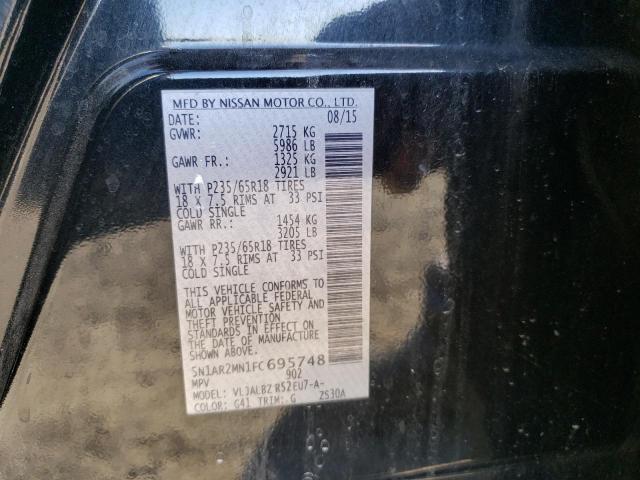 MFD BY NISSAN MOTOR CO., LTD.
DATE: 08/15
GVWR: 2715 KG
5986 LB
GAWR FR.: 1325 KG
2921 LB
WITH P235/65R18 TIRES
18 X 7.5 RIMS AT 33 PSI
COLD SINGLE
GAWR RR.: 1454 KG
3205 LB
WITH P235/65R18 TIRES
18 X 7.5 RIMS AT 33 PSI
COLD SINGLE
THIS VEHICLE CONFORMS TO
ALL APPLICABLE FEDERAL
MOTOR VEHICLE SAFETY AND
THEFT PREVENTION
STANDARDS IN EFFECT ON
THE DATE OF MANUFACTURE
SHOWN ABOVE.
5N1AR2MN1FC695748
MPV 902
MODEL: VLJALBZ R52EU7-A-
COLOR: G41 TRIM: G ZS30A